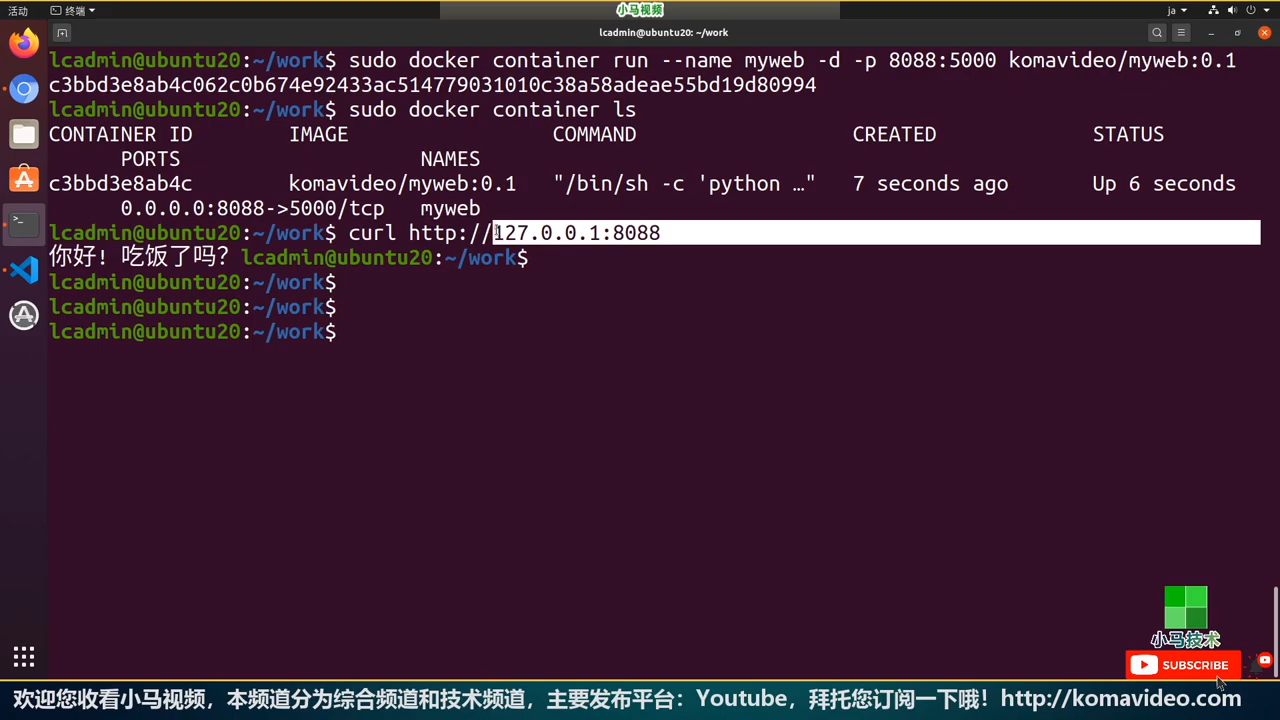 活动
终端
小马视频
ja
lcadmin@ubuntu20: ~/work
lcadmin@ubuntu20:~/work$ sudo docker container run --name myweb -d -p 8088:5000 komavideo/myweb:0.1
c3bbd3e8ab4c062c0b674e92433ac514779031010c38a58adeae55bd19d80994
lcadmin@ubuntu20:~/work$ sudo docker container ls
CONTAINER ID IMAGE COMMAND CREATED STATUS
PORTS NAMES
c3bbd3e8ab4c komavideo/myweb:0.1 "/bin/sh -c 'python …" 7 seconds ago Up 6 seconds
0.0.0.0:8088->5000/tcp myweb
lcadmin@ubuntu20:~/work$ curl http://127.0.0.1:8088
你好！吃饭了吗？lcadmin@ubuntu20:~/work$
lcadmin@ubuntu20:~/work$
lcadmin@ubuntu20:~/work$
lcadmin@ubuntu20:~/work$
小马技术
SUBSCRIBE
欢迎您收看小马视频，本频道分为综合频道和技术频道，主要发布平台：Youtube，拜托您订阅一下哦！http://komavideo.com